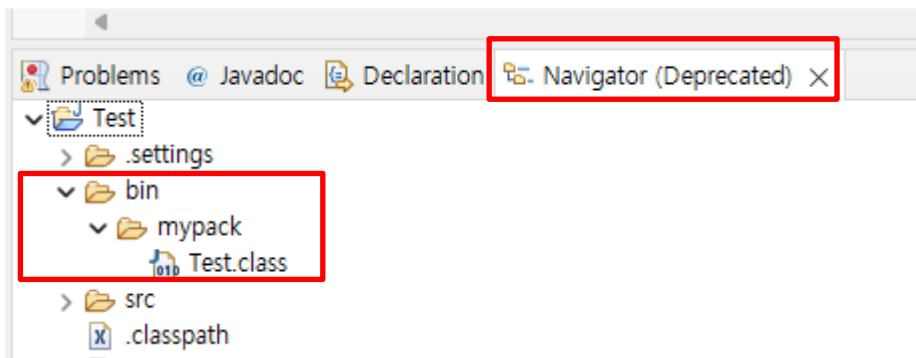 Problems @ Javadoc Declaration Navigator (Deprecated)
Test
.settings
bin
mypack
Test.class
src
.classpath